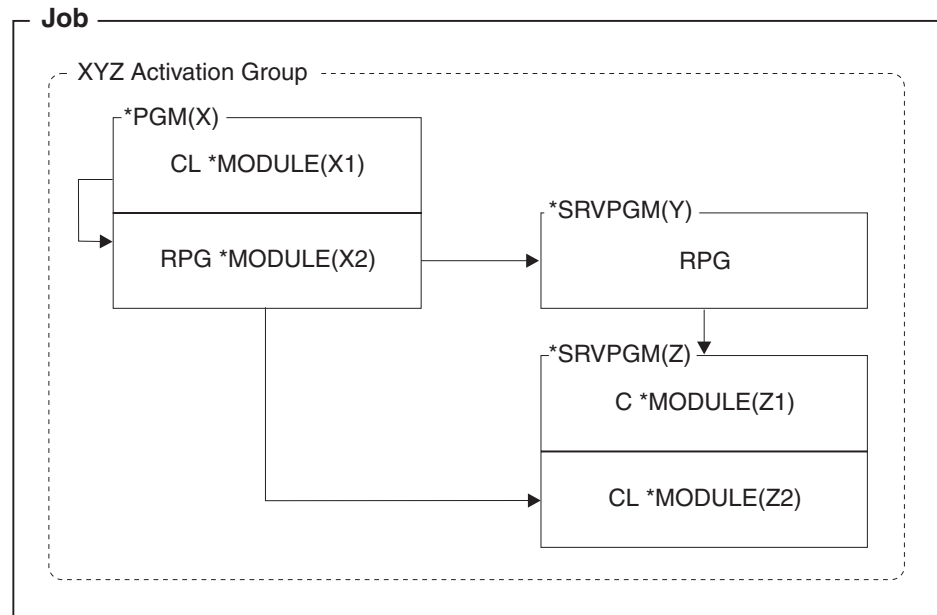 Job
XYZ Activation Group
*PGM(X)
CL *MODULE(X1)
RPG *MODULE(X2)
*SRVPGM(Y)
RPG
*SRVPGM(Z)
C *MODULE(Z1)
CL *MODULE(Z2)